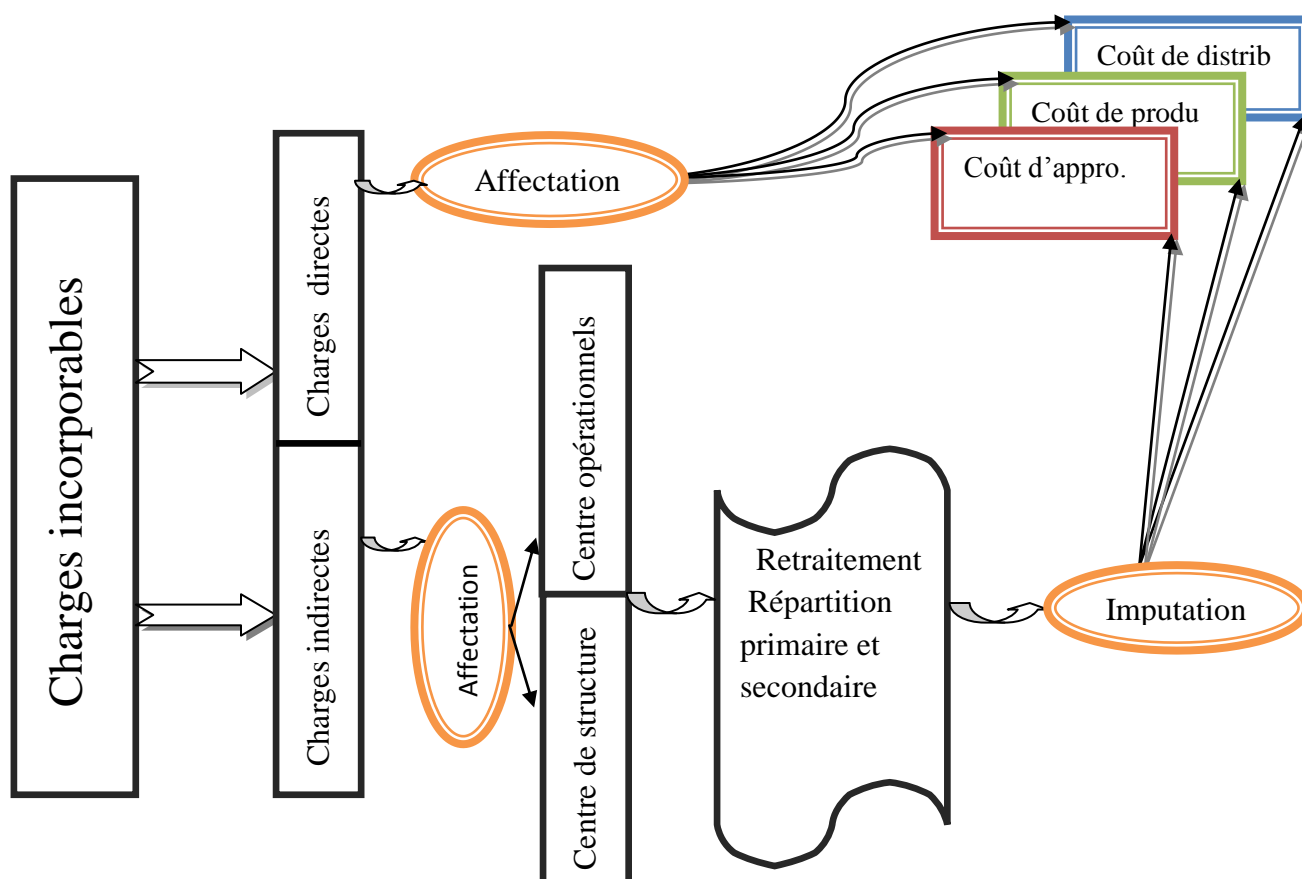 Charges incorporables
Charges directes
Charges indirectes
Affectation
Affectation
Centre opérationnels
Centre de structure
Retraitement
Répartition
primaire et
secondaire
Imputation
Coût de distrib
Coût de produ
Coût d’appro.